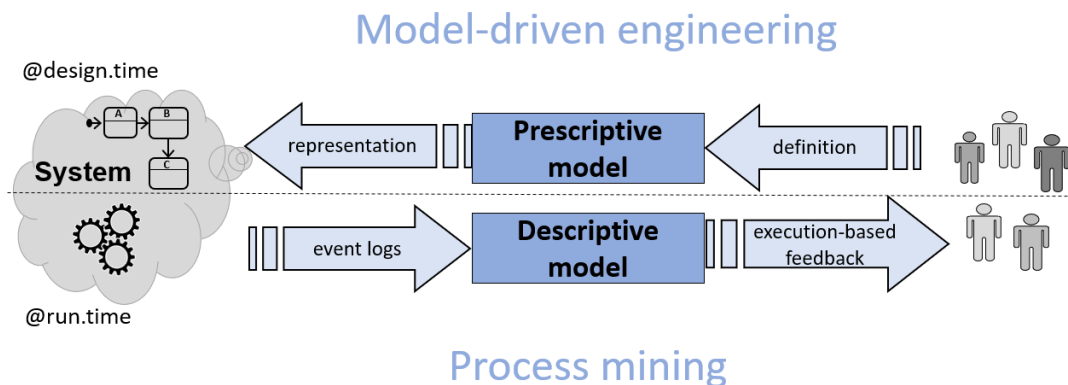 Model-driven engineering
@design.time
A
B
C
System
representation
Prescriptive
model
definition
event logs
Descriptive
model
execution-based
feedback
@run.time
Process mining